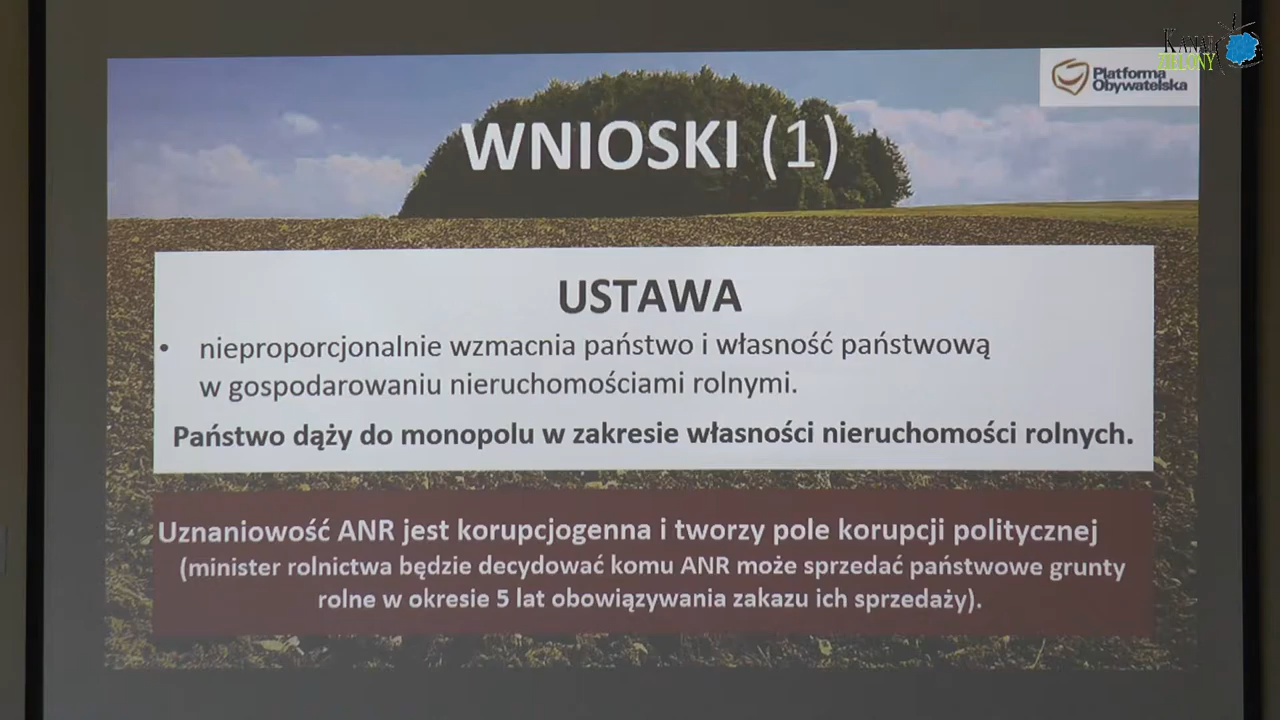 KANAŁ
ZIELONY
Platforma
Obywatelska
WNIOSKI (1)
USTAWA
• nieproporcjonalnie wzmacnia państwo i własność państwową
w gospodarowaniu nieruchomościami rolnymi.
Państwo dąży do monopolu w zakresie własności nieruchomości rolnych.
Uznaniowość ANR jest korupcjogenna i tworzy pole korupcji politycznej
(minister rolnictwa będzie decydować komu ANR może sprzedać państwowe grunty
rolne w okresie 5 lat obowiązywania zakazu ich sprzedaży).